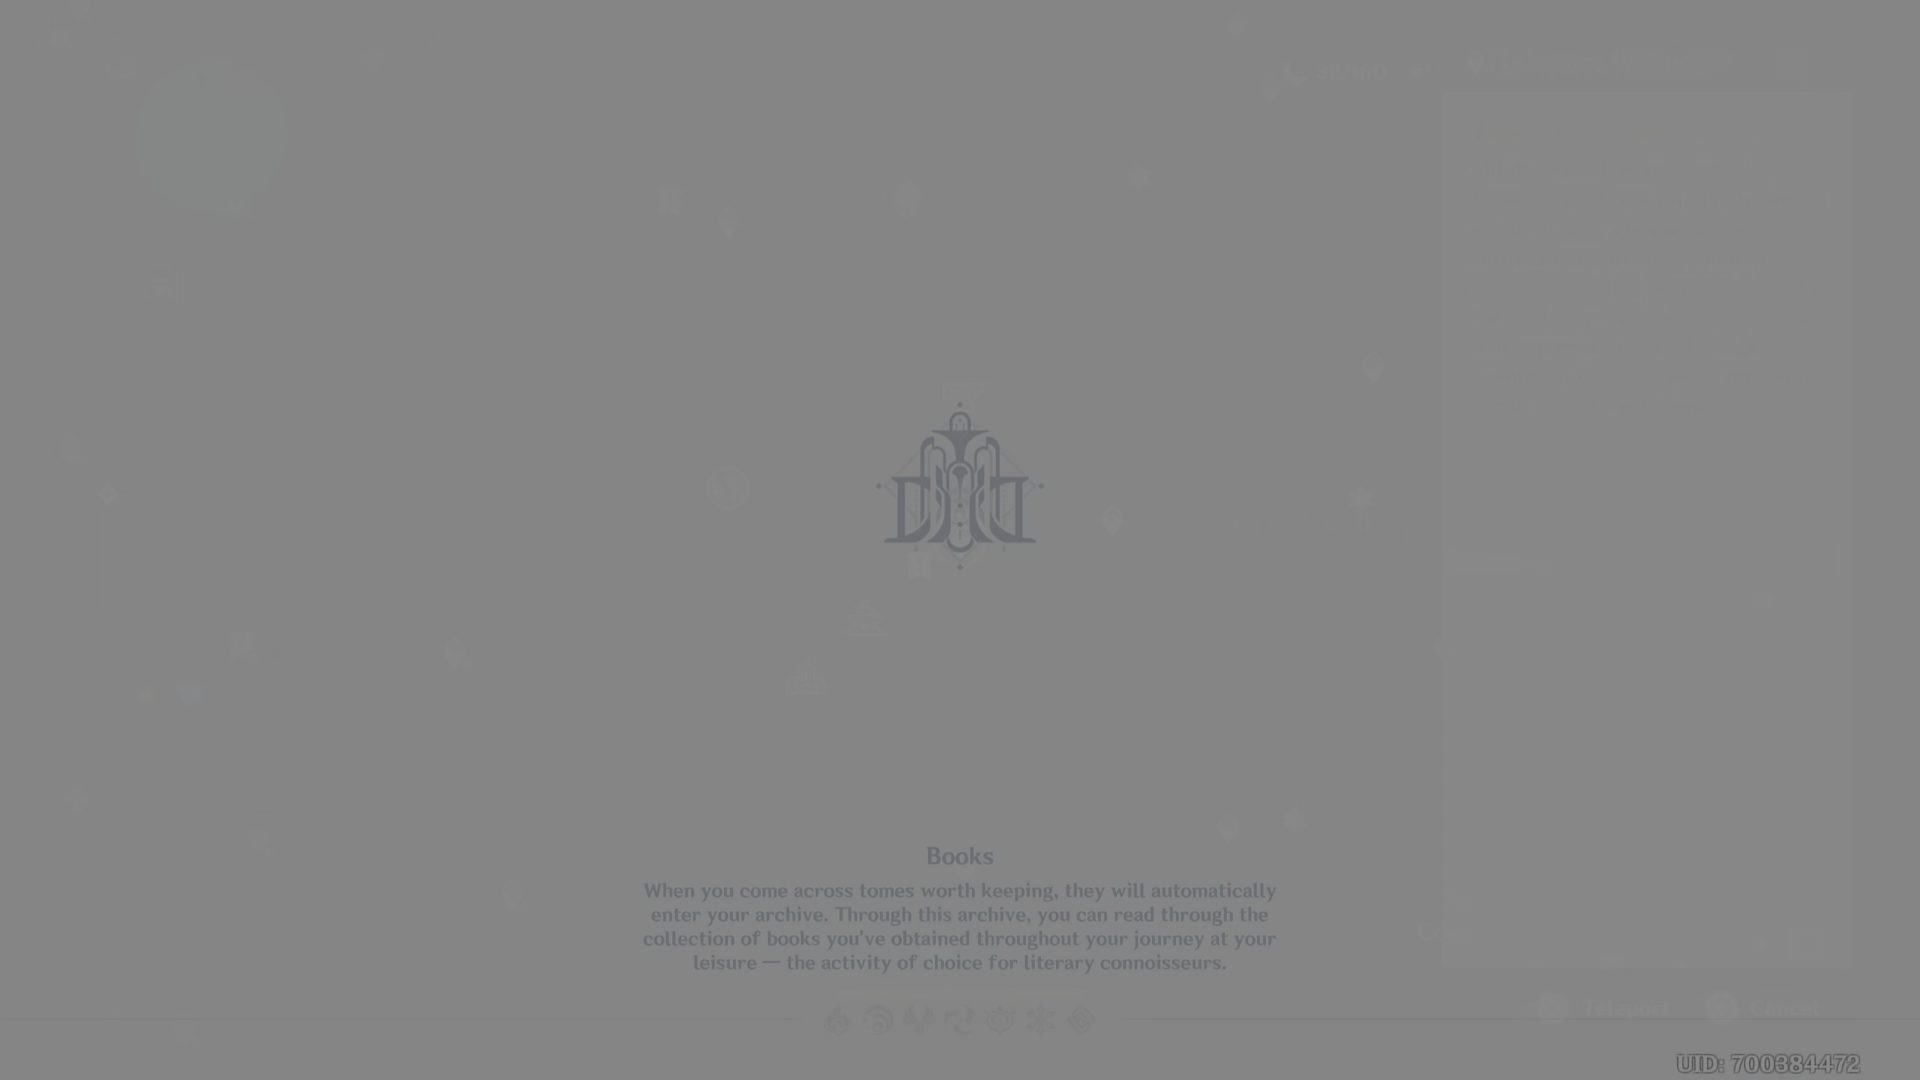 Books
When you come across tomes worth keeping, they will automatically
enter your archive. Through this archive, you can read through the
collection of books you've obtained throughout your journey at your
leisure — the activity of choice for literary connoisseurs.
Teleport
Cancel
UID: 700384472